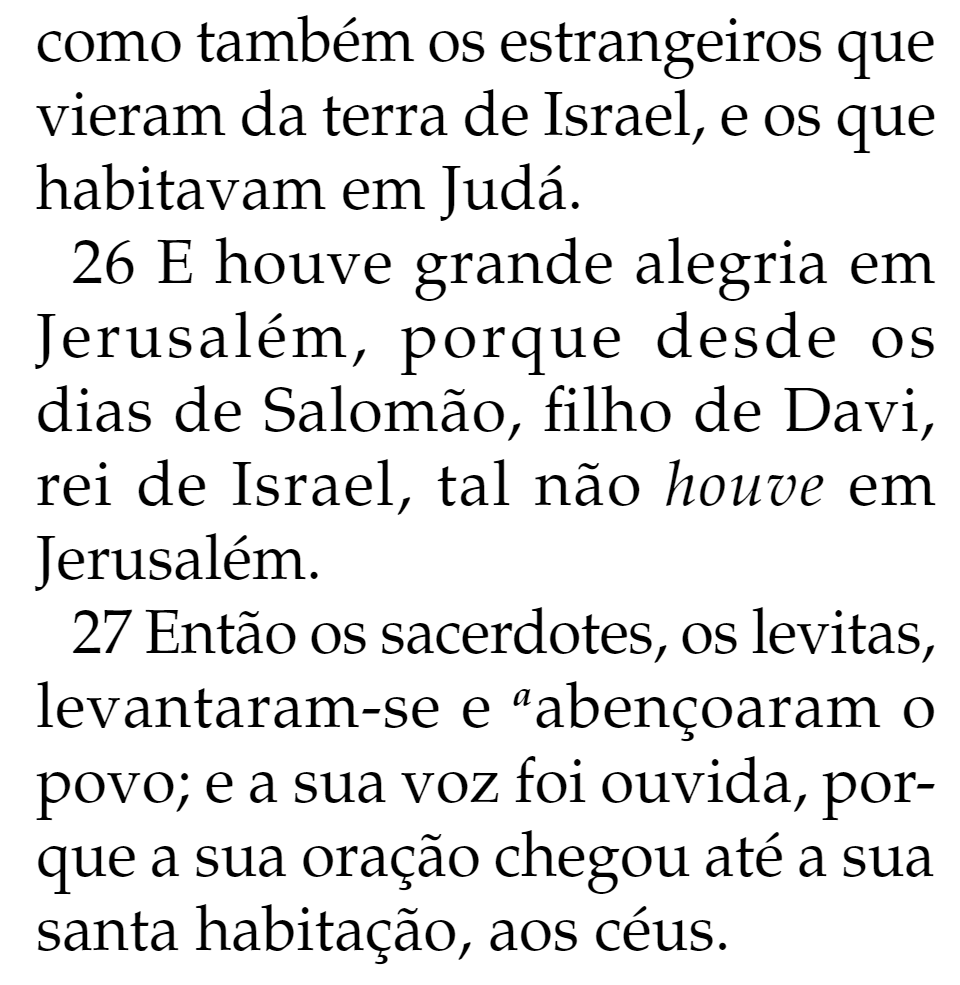 como também os estrangeiros que
vieram da terra de Israel, e os que
habitavam em Judá.
26 E houve grande alegria em
Jerusalém, porque desde os
dias de Salomão, filho de Davi,
rei de Israel, tal não houve em
Jerusalém.
27 Então os sacerdotes, os levitas,
levantaram-se e ᵃabençoaram o
povo; e a sua voz foi ouvida, por-
que a sua oração chegou até a sua
santa habitação, aos céus.